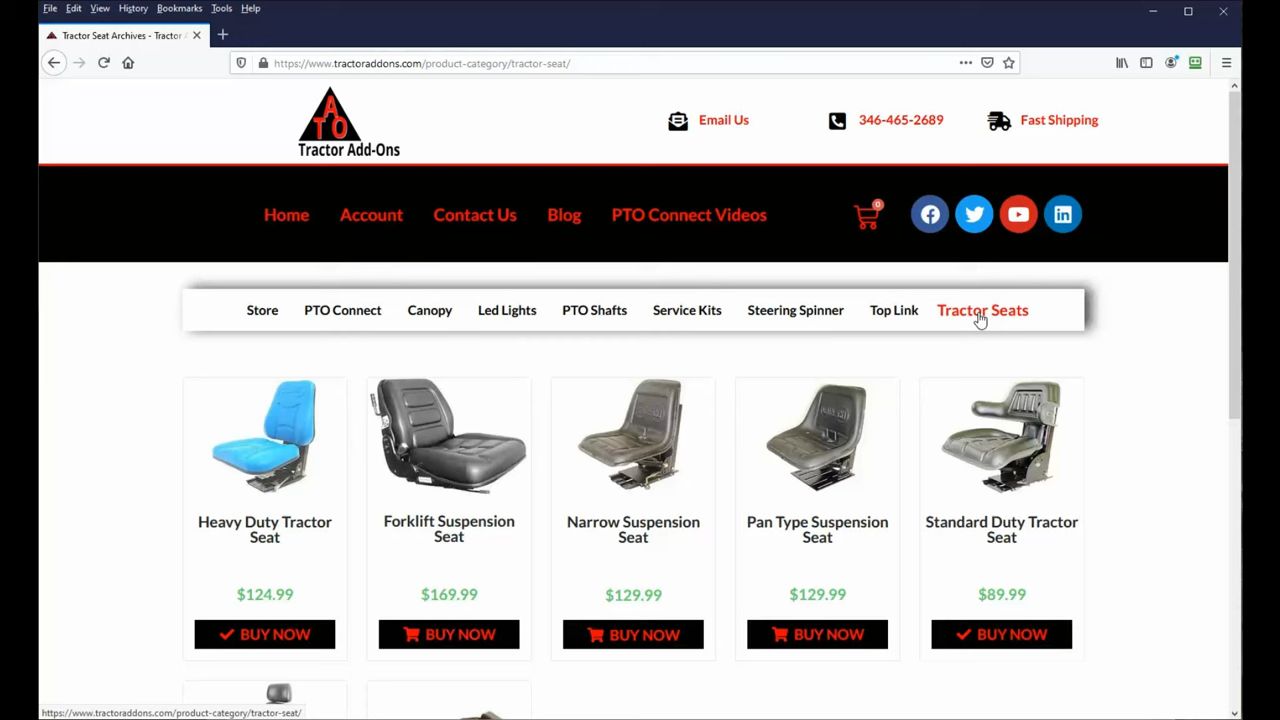 File Edit View History Bookmarks Tools Help
Tractor Seat Archives - Tractor A
https://www.tractoraddons.com/product-category/tractor-seat/
ATO
Tractor Add-Ons
Email Us
346-465-2689
Fast Shipping
Home Account Contact Us Blog PTO Connect Videos
0
Store PTO Connect Canopy Led Lights PTO Shafts Service Kits Steering Spinner Top Link Tractor Seats
Heavy Duty Tractor
Seat
$124.99
BUY NOW
Forklift Suspension
Seat
$169.99
BUY NOW
Narrow Suspension
Seat
$129.99
BUY NOW
Pan Type Suspension
Seat
$129.99
BUY NOW
Standard Duty Tractor
Seat
$89.99
BUY NOW
https://www.tractoraddons.com/product-category/tractor-seat/